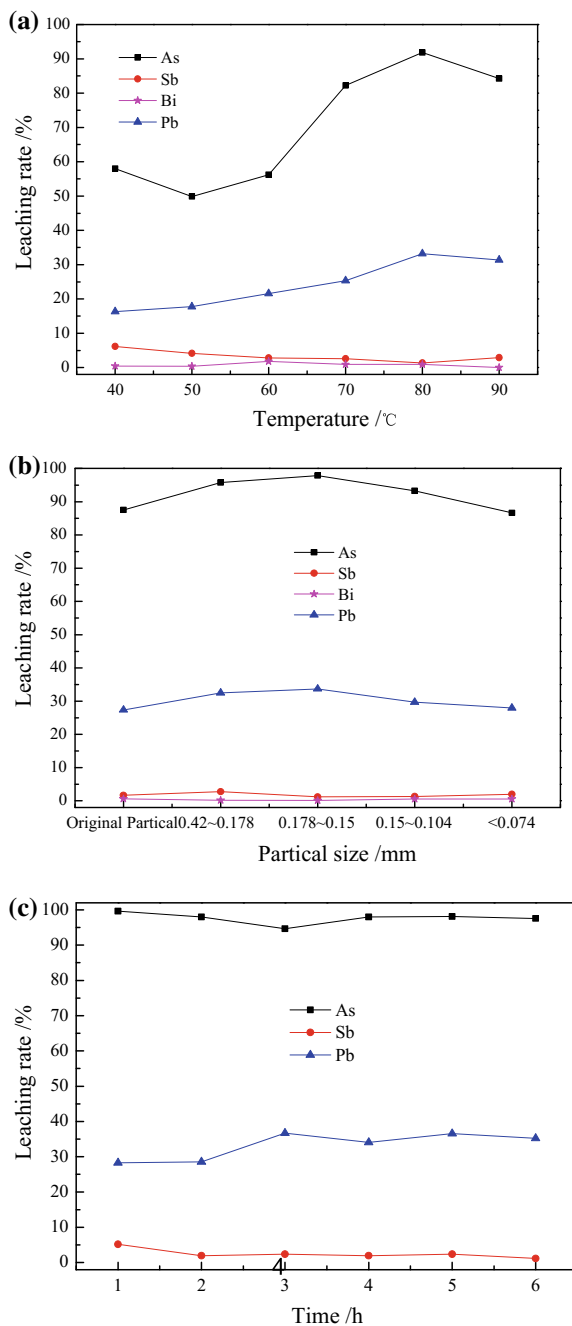 (a)
100
90
80
70
60
50
40
30
20
10
0
Leaching rate /%
As
Sb
Bi
Pb
40 50 60 70 80 90
Temperature /℃
(b)
100
90
80
70
60
50
40
30
20
10
0
Leaching rate /%
As
Sb
Bi
Pb
Original Partical 0.42~0.178 0.178~0.15 0.15~0.104 <0.074
Partical size /mm
(c)
100
90
80
70
60
50
40
30
20
10
0
Leaching rate /%
As
Sb
Pb
4
1 2 3 4 5 6
Time /h